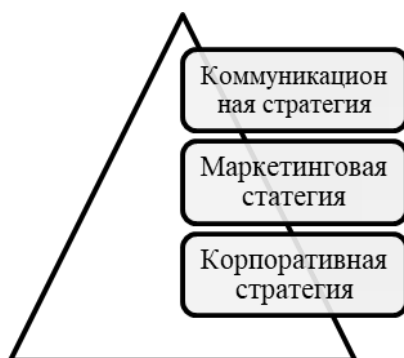 Коммуникацион
ная стратегия
Маркетинговая
статегия
Корпоративная
стратегия